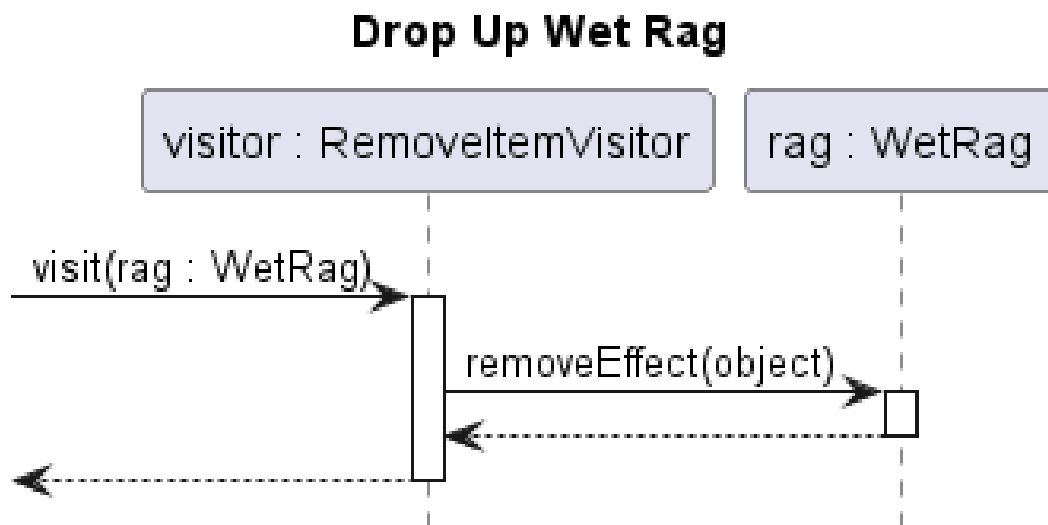 Drop Up Wet Rag
visitor : RemoveItemVisitor
rag : WetRag
visit(rag : WetRag)
removeEffect(object)